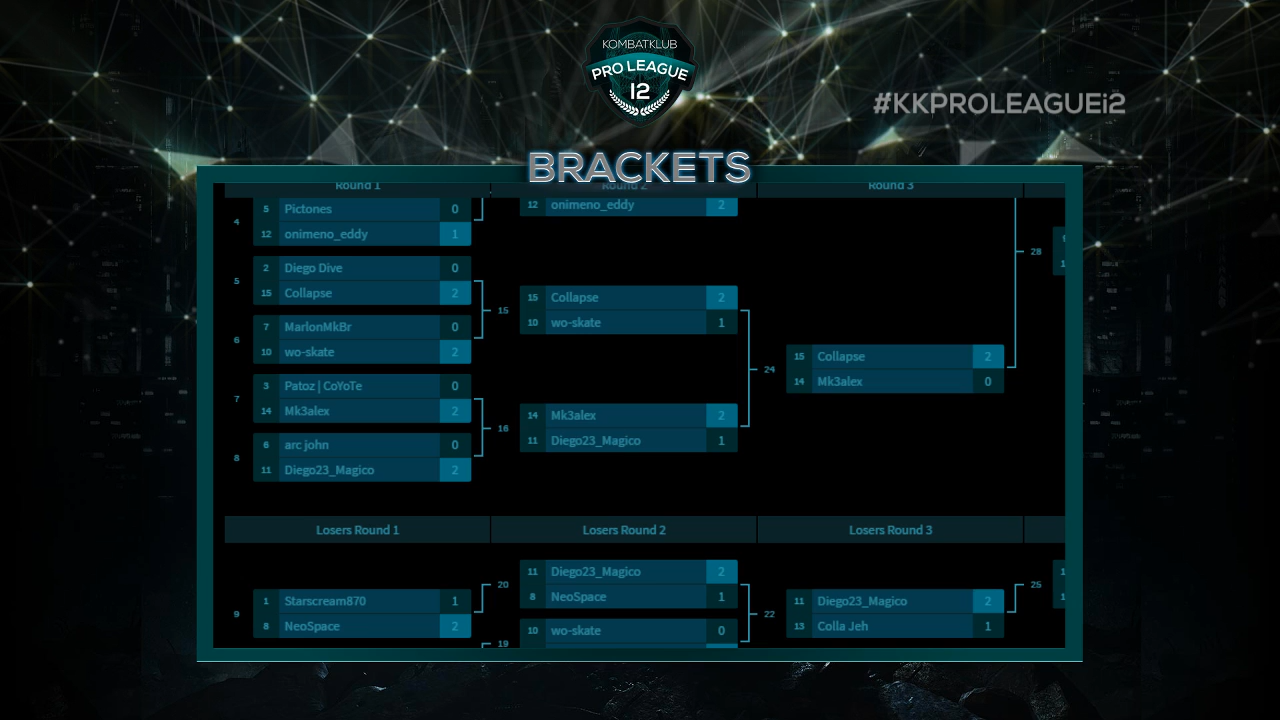 KOMBATKLUB
PRO LEAGUE
i2
#KKPROLEAGUEi2
BRACKETS
Round 1 Round 2 Round 3
4
5 Pictones 0
12 onimeno_eddy 1
5
2 Diego Dive 0
15 Collapse 2
6
7 MarlonMkBr 0
10 wo-skate 2
7
3 Patoz | CoYoTe 0
14 Mk3alex 2
8
6 arc john 0
11 Diego23_Magico 2
12 onimeno_eddy 2
15
15 Collapse 2
10 wo-skate 1
16
14 Mk3alex 2
11 Diego23_Magico 1
24
15 Collapse 2
14 Mk3alex 0
28
Losers Round 1 Losers Round 2 Losers Round 3
9
1 Starscream870 1
8 NeoSpace 2
20
11 Diego23_Magico 2
8 NeoSpace 1
19
10 wo-skate 0
22
11 Diego23_Magico 2
13 Colla Jeh 1
25